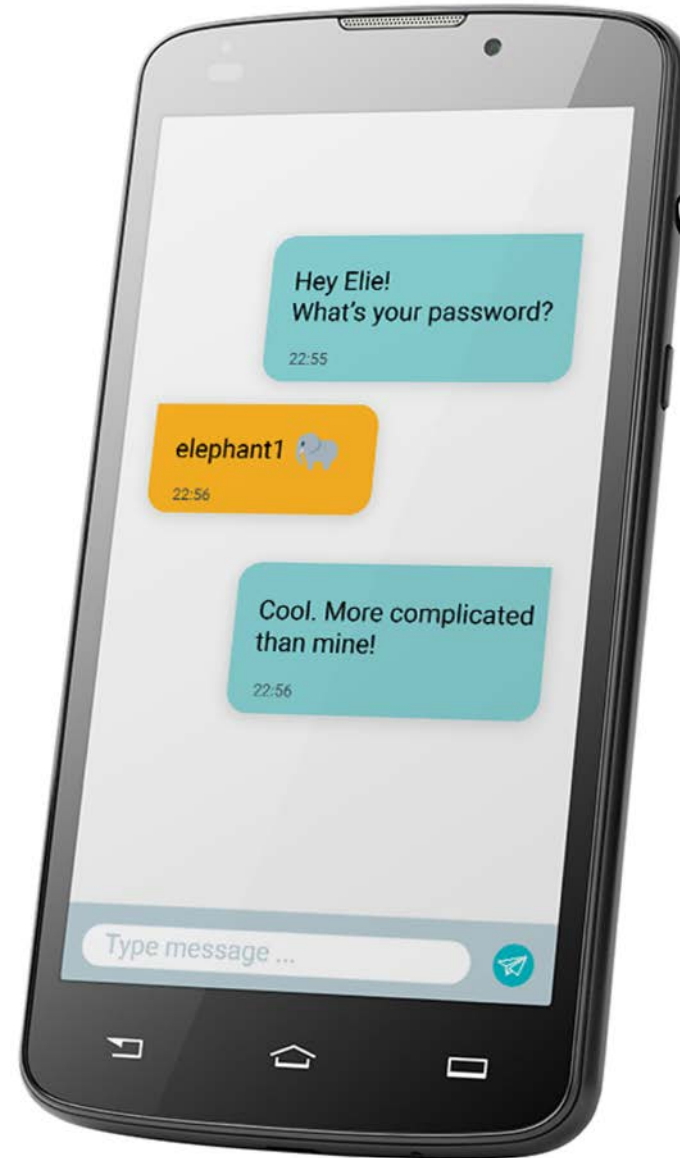 Hey Elie!
What's your password?
22:55
elephant1 🐘
22:56
Cool. More complicated
than mine!
22:56
Type message ...